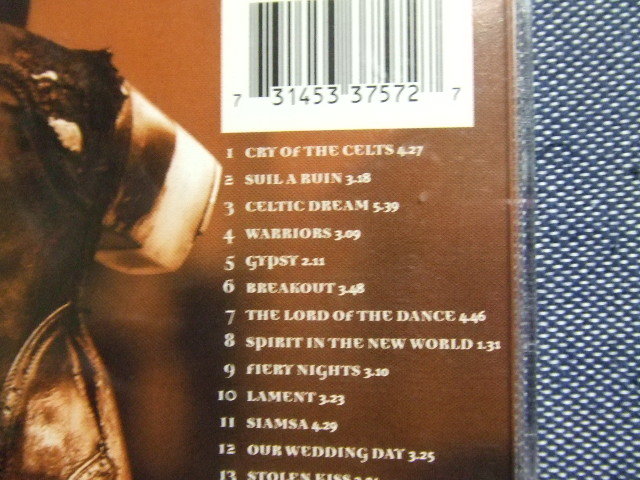 7 31453 37572 7
1 CRY OF THE CELTS 4.27
2 SUIL A RUIN 3.18
3 CELTIC DREAM 5.39
4 WARRIORS 3.09
5 GYPSY 2.11
6 BREAKOUT 3.48
7 THE LORD OF THE DANCE 4.46
8 SPIRIT IN THE NEW WORLD 1.31
9 FIERY NIGHTS 3.10
10 LAMENT 3.23
11 SIAMSA 4.29
12 OUR WEDDING DAY 3.25
13 STOLEN KISS